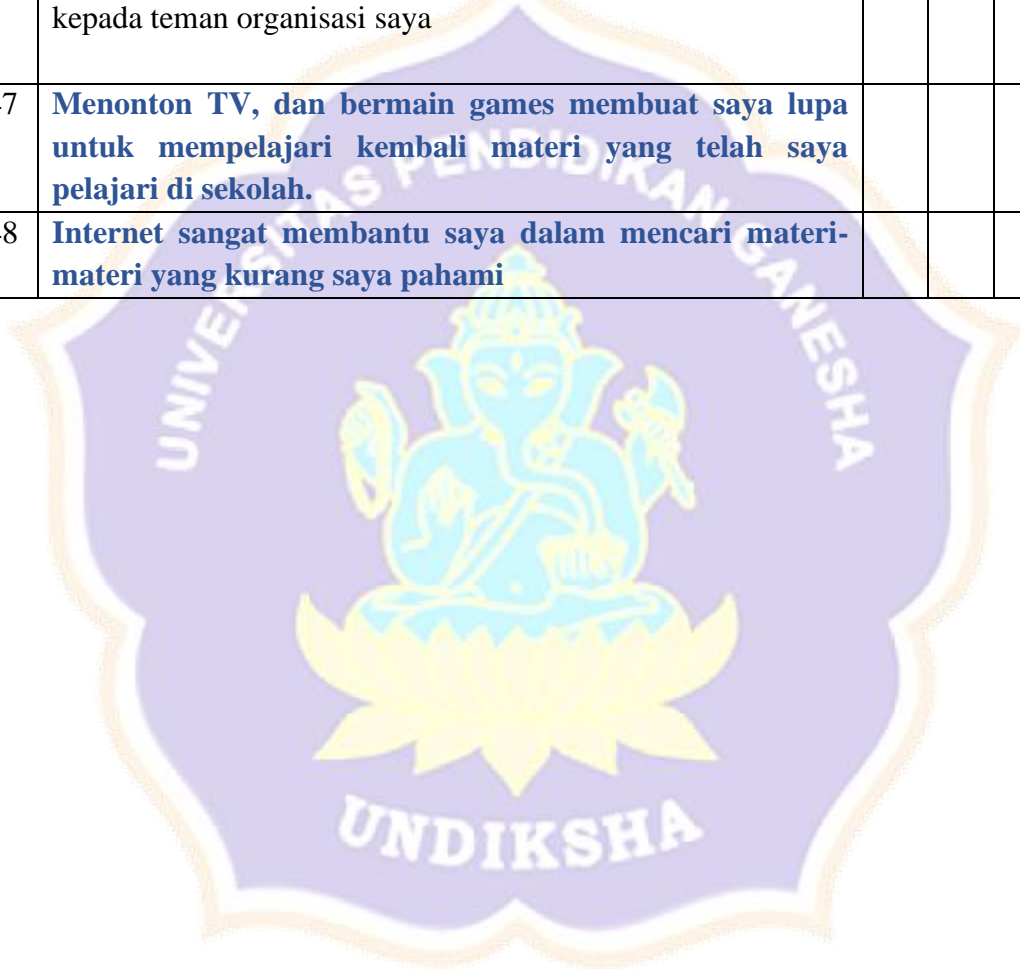 kepada teman organisasi saya
7 Menonton TV, dan bermain games membuat saya lupa
untuk mempelajari kembali materi yang telah saya
pelajari di sekolah.
8 Internet sangat membantu saya dalam mencari materi-
materi yang kurang saya pahami
UNIVERSITAS PENDIDIKAN GANESHA
UNDIKSHA